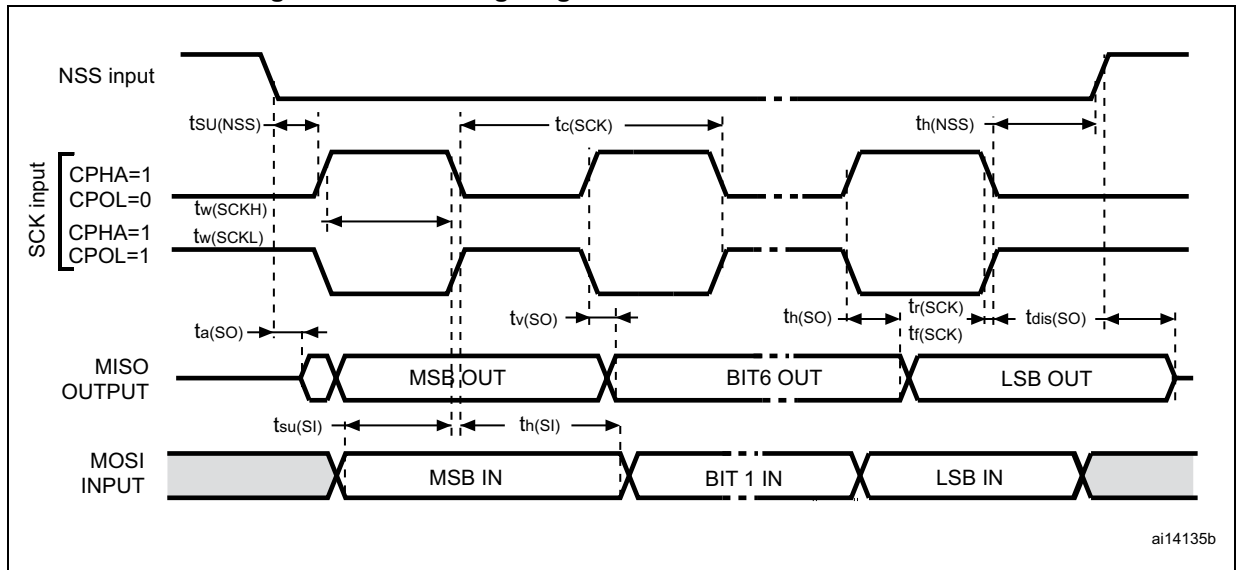 NSS input
tSU(NSS)
tc(SCK)
th(NSS)
SCK input
CPHA=1
CPOL=0
tw(SCKH)
CPHA=1
tw(SCKL)
CPOL=1
ta(SO)
tv(SO)
th(SO)
tr(SCK)
tf(SCK)
tdis(SO)
MISO
OUTPUT
MSB OUT
BIT6 OUT
LSB OUT
tsu(SI)
th(SI)
MOSI
INPUT
MSB IN
BIT 1 IN
LSB IN
ai14135b